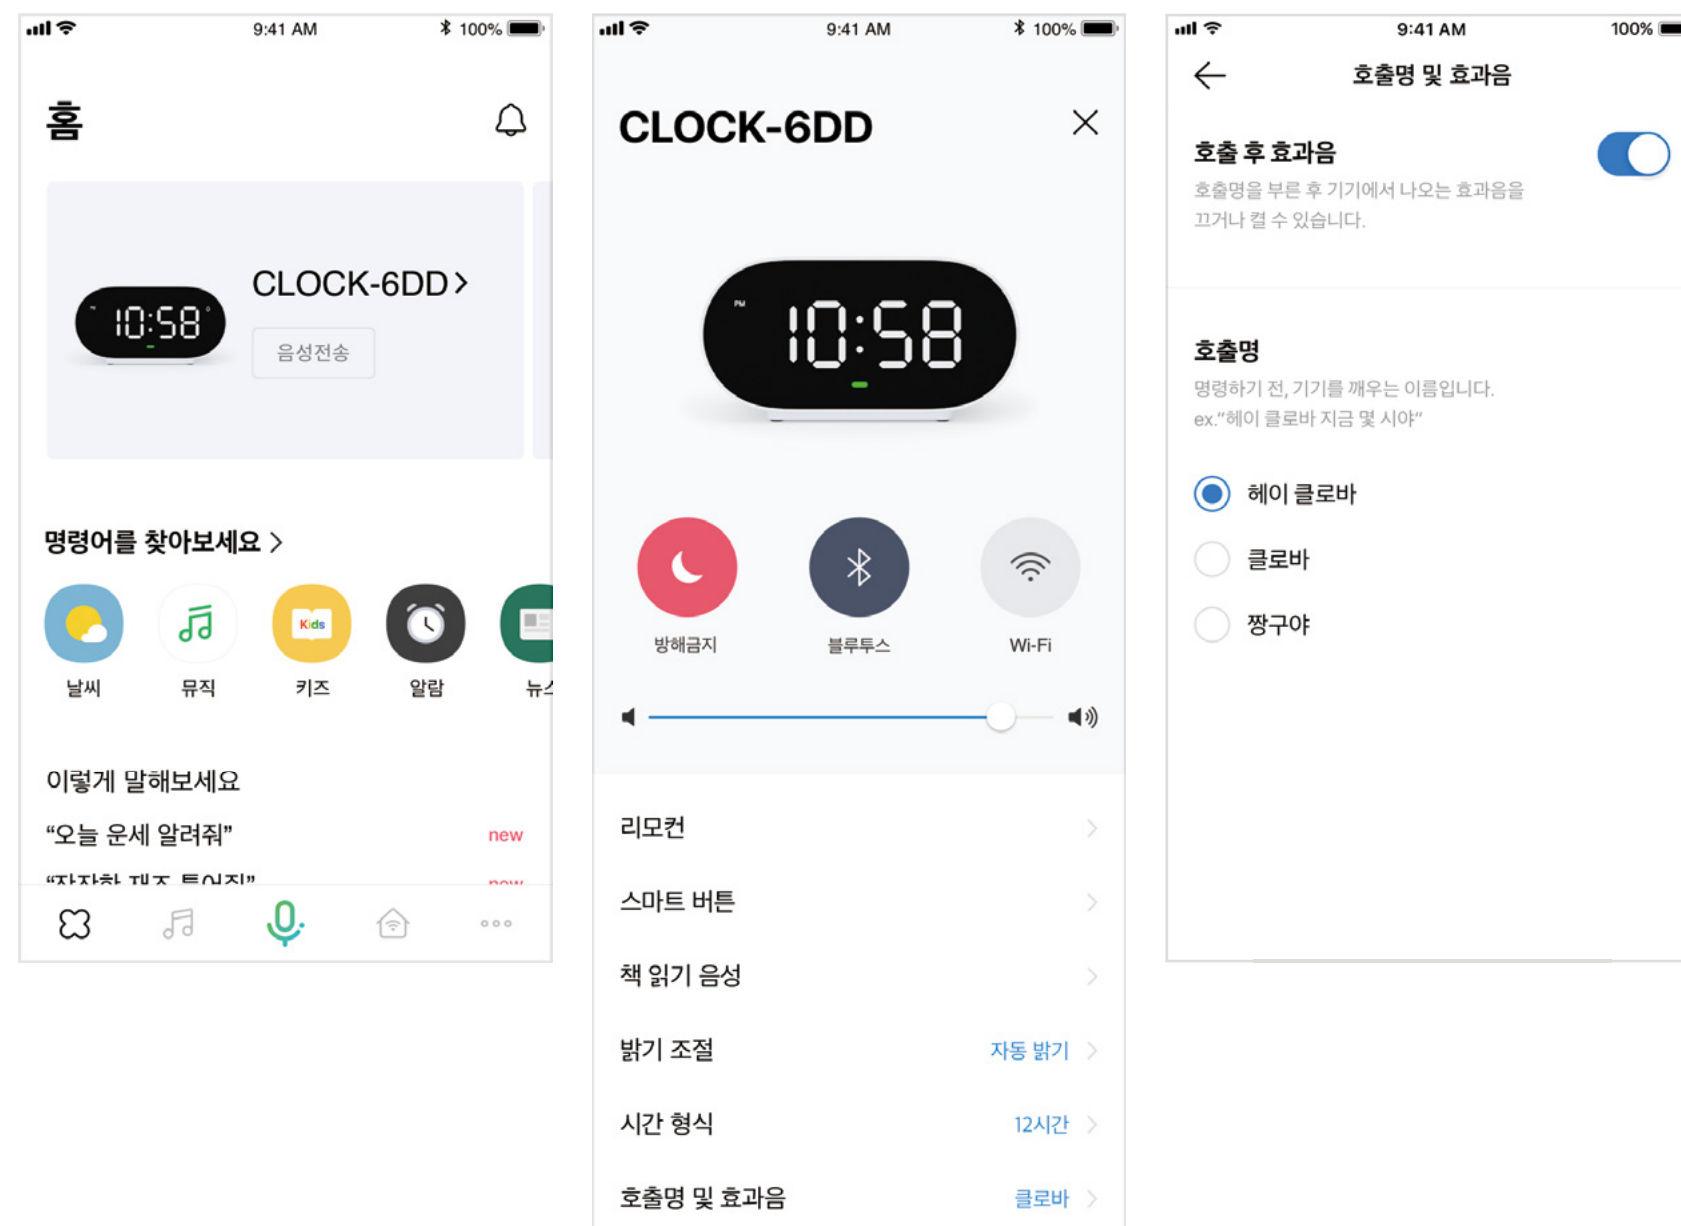 9:41 AM
100%
홈
10:58
CLOCK-6DD
음성전송
명령어를 찾아보세요
Kids
날씨
뮤직
키즈
알람
이렇게 말해보세요
“오늘 운세 알려줘”
new
9:41 AM
100%
CLOCK-6DD
PM
10:58
방해금지
블루투스
Wi-Fi
리모컨
스마트 버튼
책 읽기 음성
밝기 조절
자동 밝기
시간 형식
12시간
호출명 및 효과음
클로바
9:41 AM
100%
호출명 및 효과음
호출 후 효과음
호출명을 부른 후 기기에서 나오는 효과음을
끄거나 켤 수 있습니다.
호출명
명령하기 전, 기기를 깨우는 이름입니다.
ex.“헤이 클로바 지금 몇 시야”
헤이 클로바
클로바
짱구야